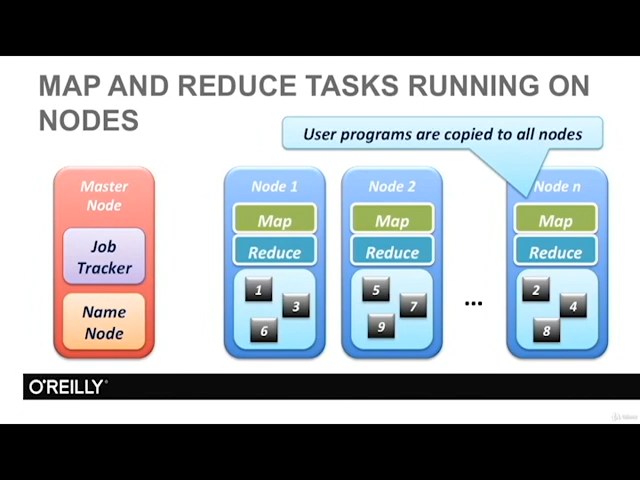 MAP AND REDUCE TASKS RUNNING ON
NODES
User programs are copied to all nodes
Master
Node
Job
Tracker
Name
Node
Node 1
Map
Reduce
1
3
6
Node 2
Map
Reduce
5
7
9
...
Node n
Map
Reduce
2
4
8
O'REILLY®